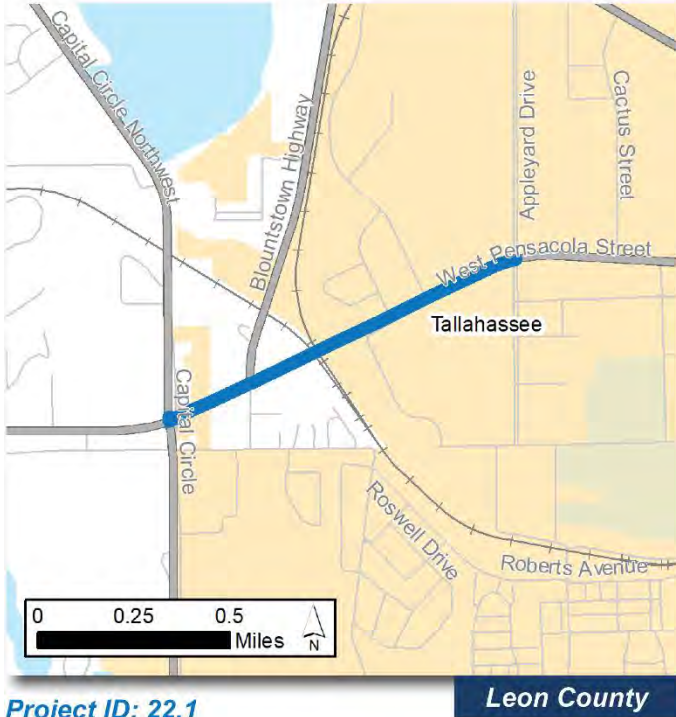 Capital Circle Northwest
Blountstown Highway
Appleyard Drive
Cactus Street
West Pensacola Street
Tallahassee
Capital Circle
Roswell Drive
Roberts Avenue
0 0.25 0.5
Miles
N
Project ID: 22.1
Leon County